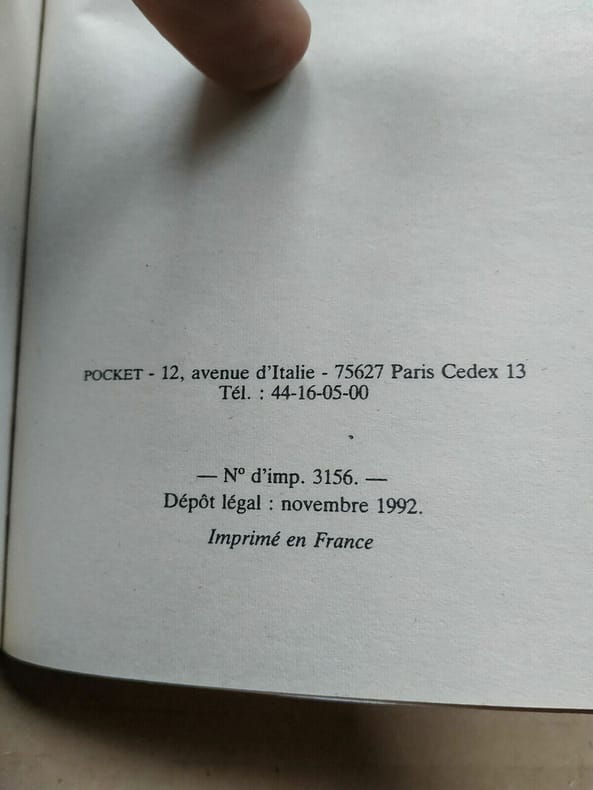 POCKET - 12, avenue d'Italie - 75627 Paris Cedex 13
Tél. : 44-16-05-00
— Nº d'imp. 3156. —
Dépôt légal : novembre 1992.
Imprimé en France